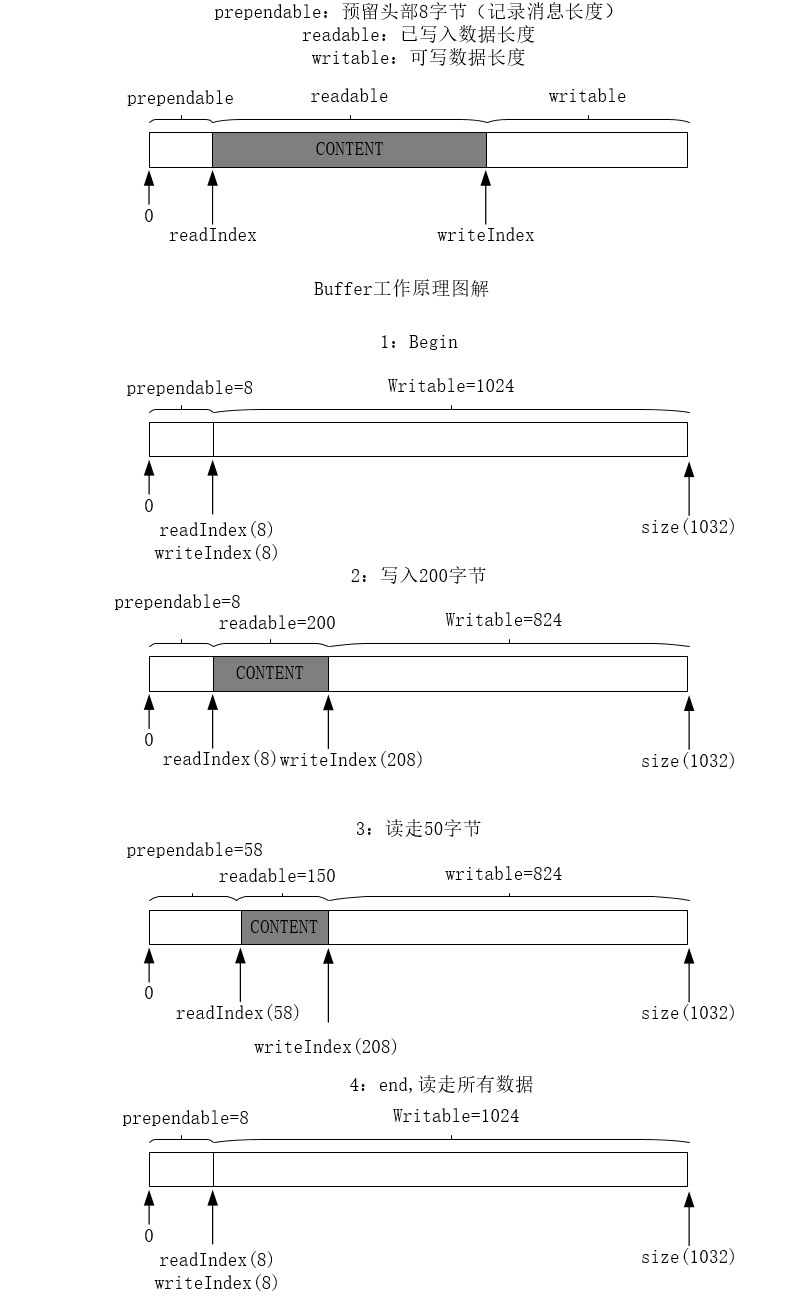 prependable：预留头部8字节（记录消息长度）
readable：已写入数据长度
writable：可写数据长度
prependable
readable
writable
CONTENT
0
readIndex
writeIndex
Buffer工作原理图解
1：Begin
prependable=8
Writable=1024
0
readIndex(8)
writeIndex(8)
size(1032)
2：写入200字节
prependable=8
readable=200
Writable=824
CONTENT
0
readIndex(8)
writeIndex(208)
size(1032)
3：读走50字节
prependable=58
readable=150
writable=824
CONTENT
0
readIndex(58)
writeIndex(208)
size(1032)
4：end,读走所有数据
prependable=8
Writable=1024
0
readIndex(8)
writeIndex(8)
size(1032)